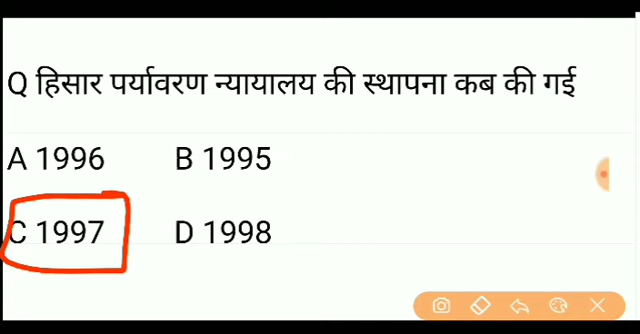 Q हिसार पर्यावरण न्यायालय की स्थापना कब की गई
A 1996 B 1995
C 1997 D 1998